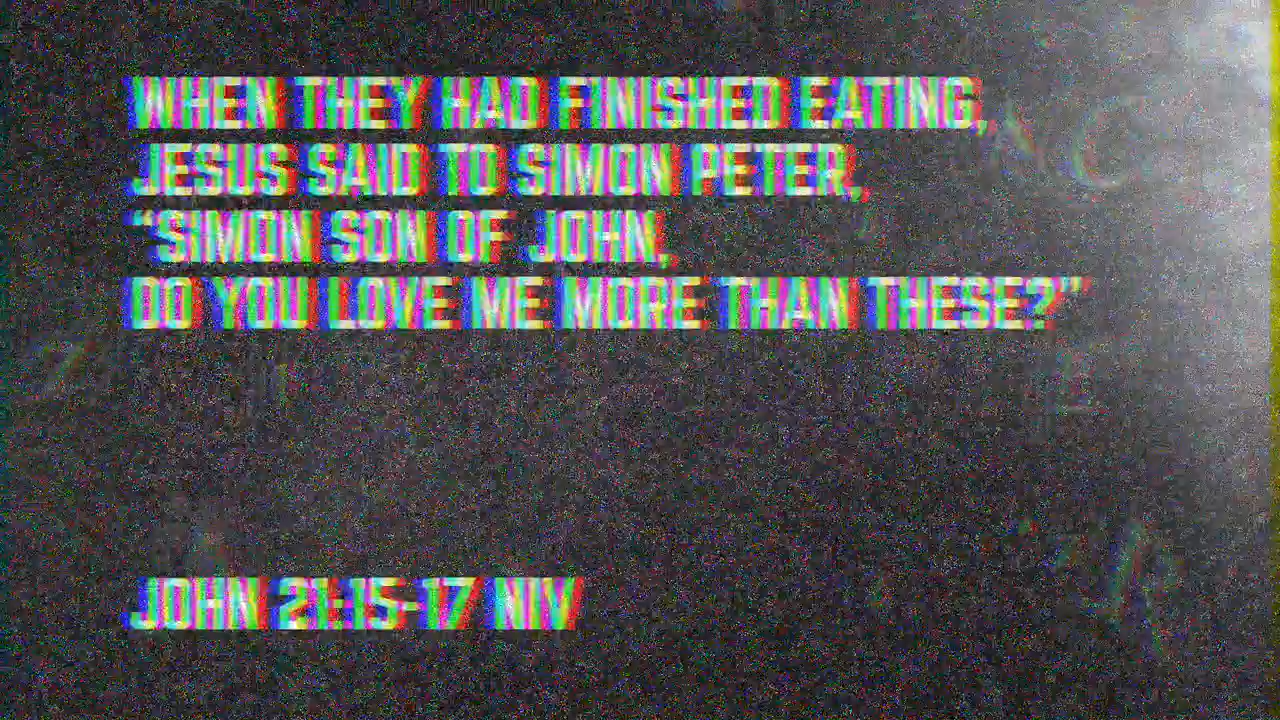 WHEN THEY HAD FINISHED EATING,
JESUS SAID TO SIMON PETER,
“SIMON SON OF JOHN,
DO YOU LOVE ME MORE THAN THESE?”
JOHN 21:15-17 NIV